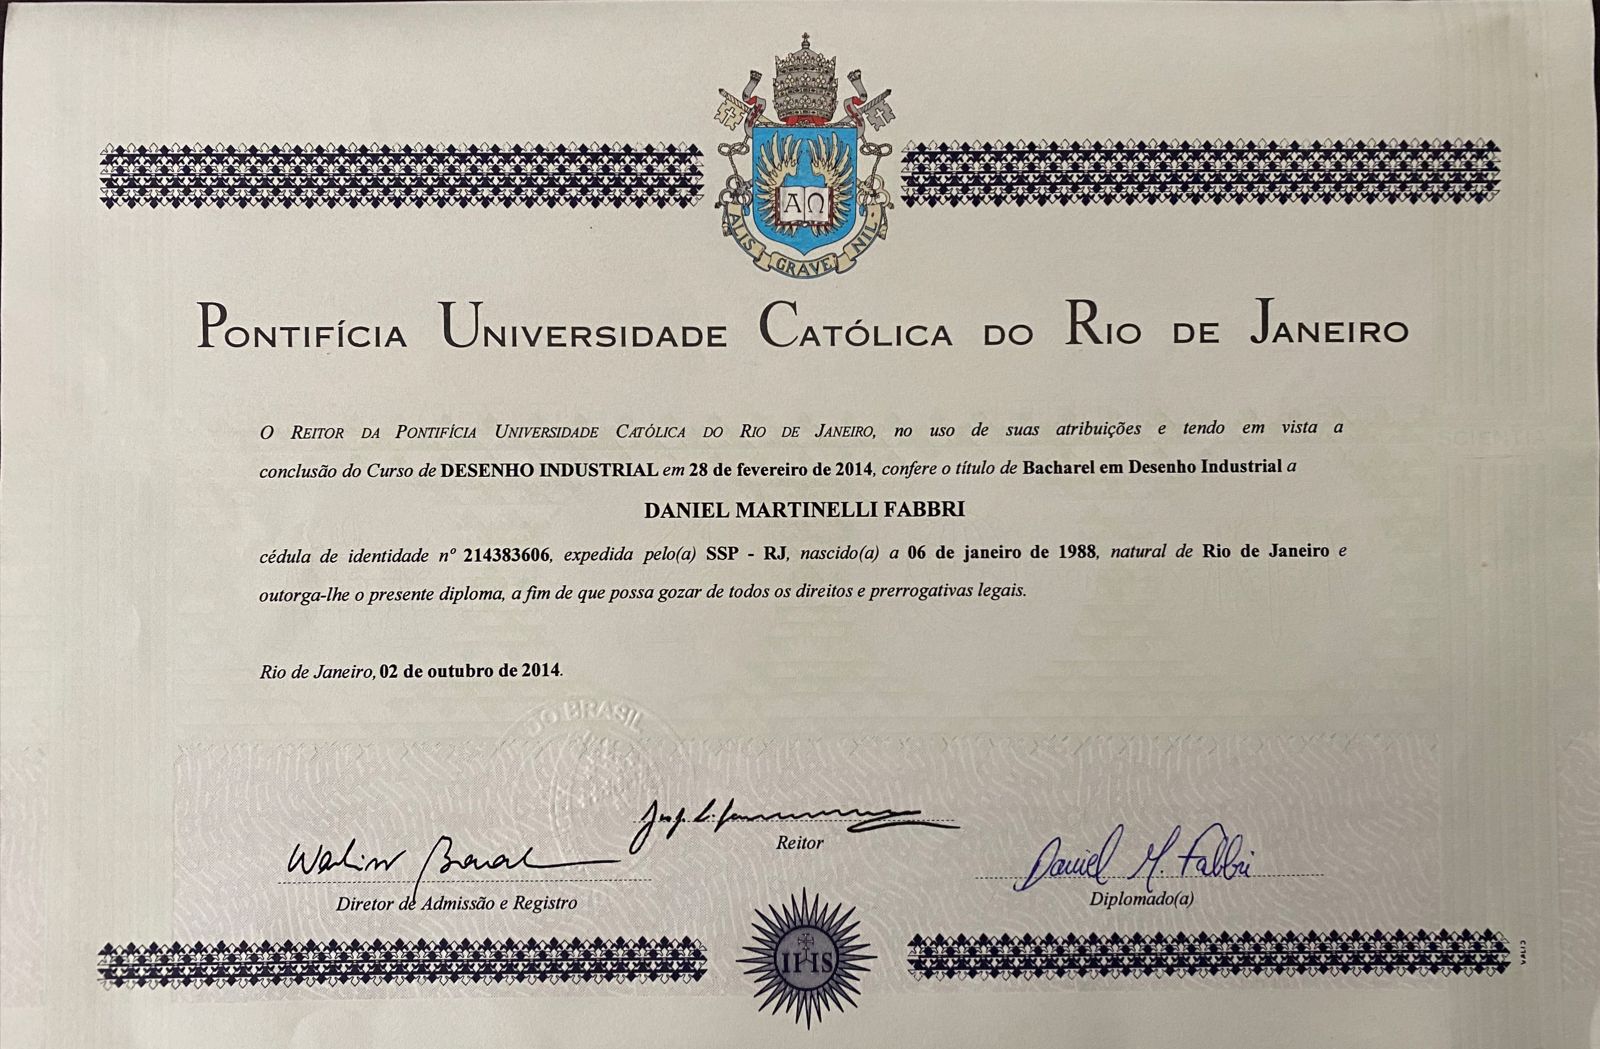 ALIS GRAVE NIL
Α Ω
PONTIFÍCIA UNIVERSIDADE CATÓLICA DO RIO DE JANEIRO
O REITOR DA PONTIFÍCIA UNIVERSIDADE CATÓLICA DO RIO DE JANEIRO, no uso de suas atribuições e tendo em vista a
conclusão do Curso de DESENHO INDUSTRIAL em 28 de fevereiro de 2014, confere o título de Bacharel em Desenho Industrial a
DANIEL MARTINELLI FABBRI
cédula de identidade nº 214383606, expedida pelo(a) SSP - RJ, nascido(a) a 06 de janeiro de 1988, natural de Rio de Janeiro e
outorga-lhe o presente diploma, a fim de que possa gozar de todos os direitos e prerrogativas legais.
Rio de Janeiro, 02 de outubro de 2014.
DO BRASIL
Reitor
Diretor de Admissão e Registro
Daniel M. Fabbri
Diplomado(a)
IHS
VALID